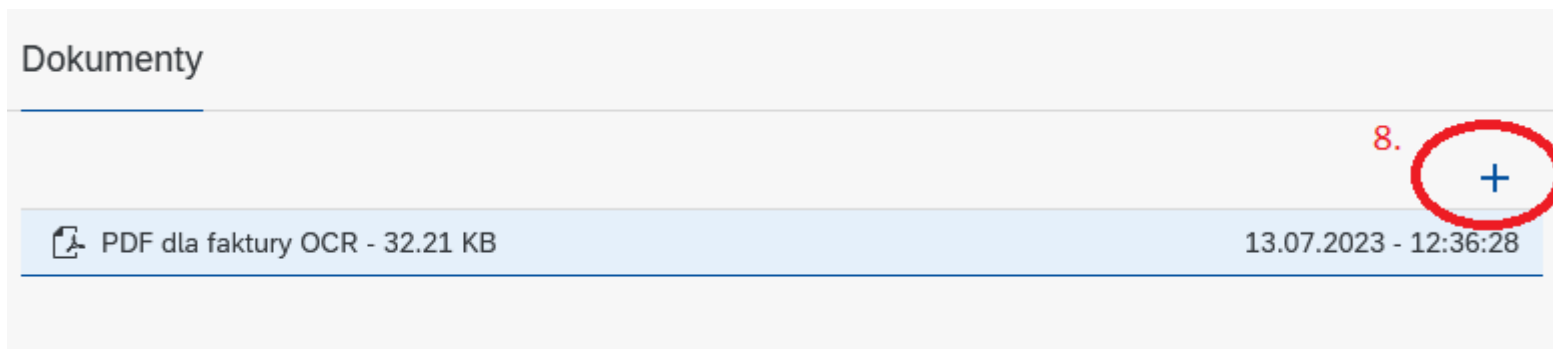 Dokumenty
8.
+
PDF dla faktury OCR - 32.21 KB 13.07.2023 - 12:36:28